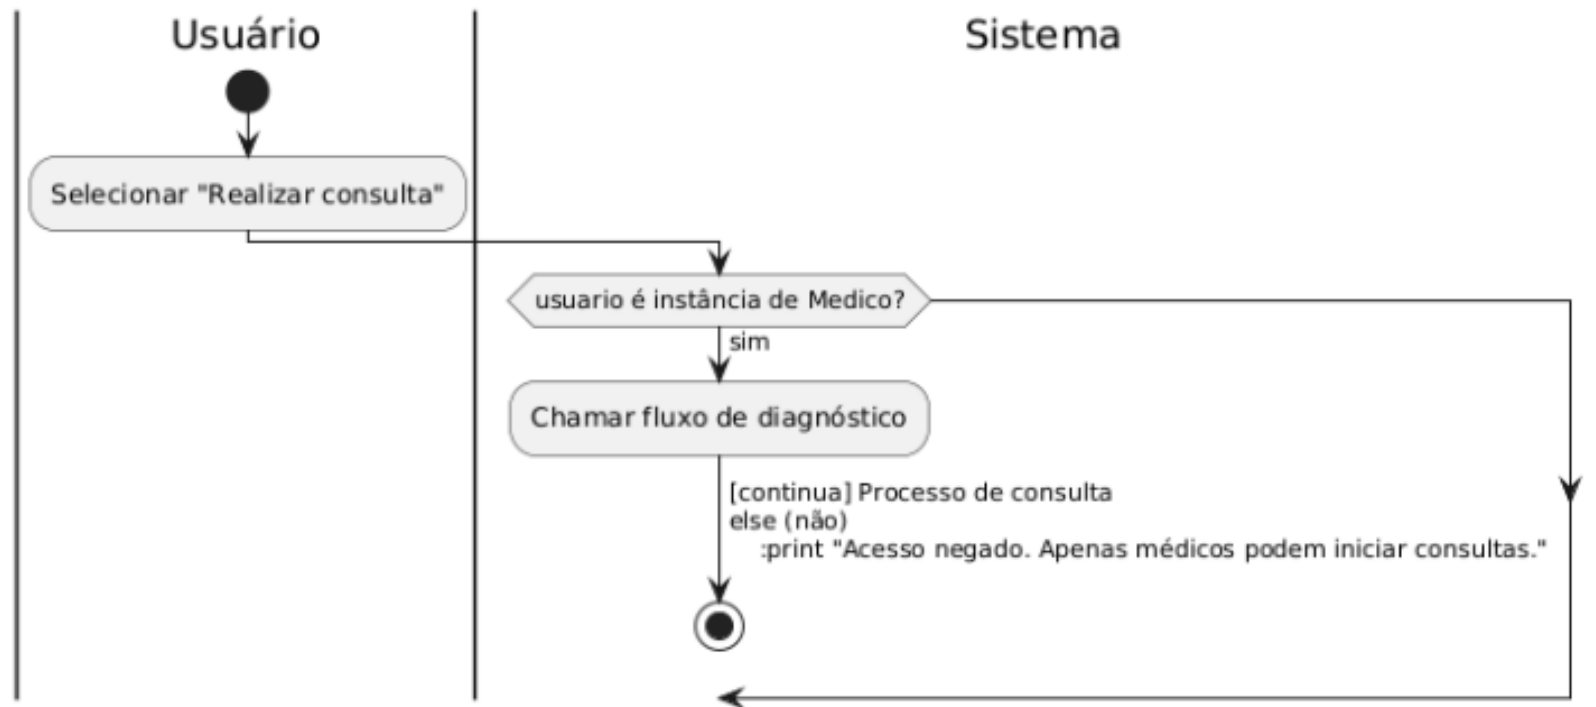 Usuário
Sistema
Selecionar "Realizar consulta"
usuario é instância de Medico?
sim
Chamar fluxo de diagnóstico
[continua] Processo de consulta
else (não)
:print "Acesso negado. Apenas médicos podem iniciar consultas."